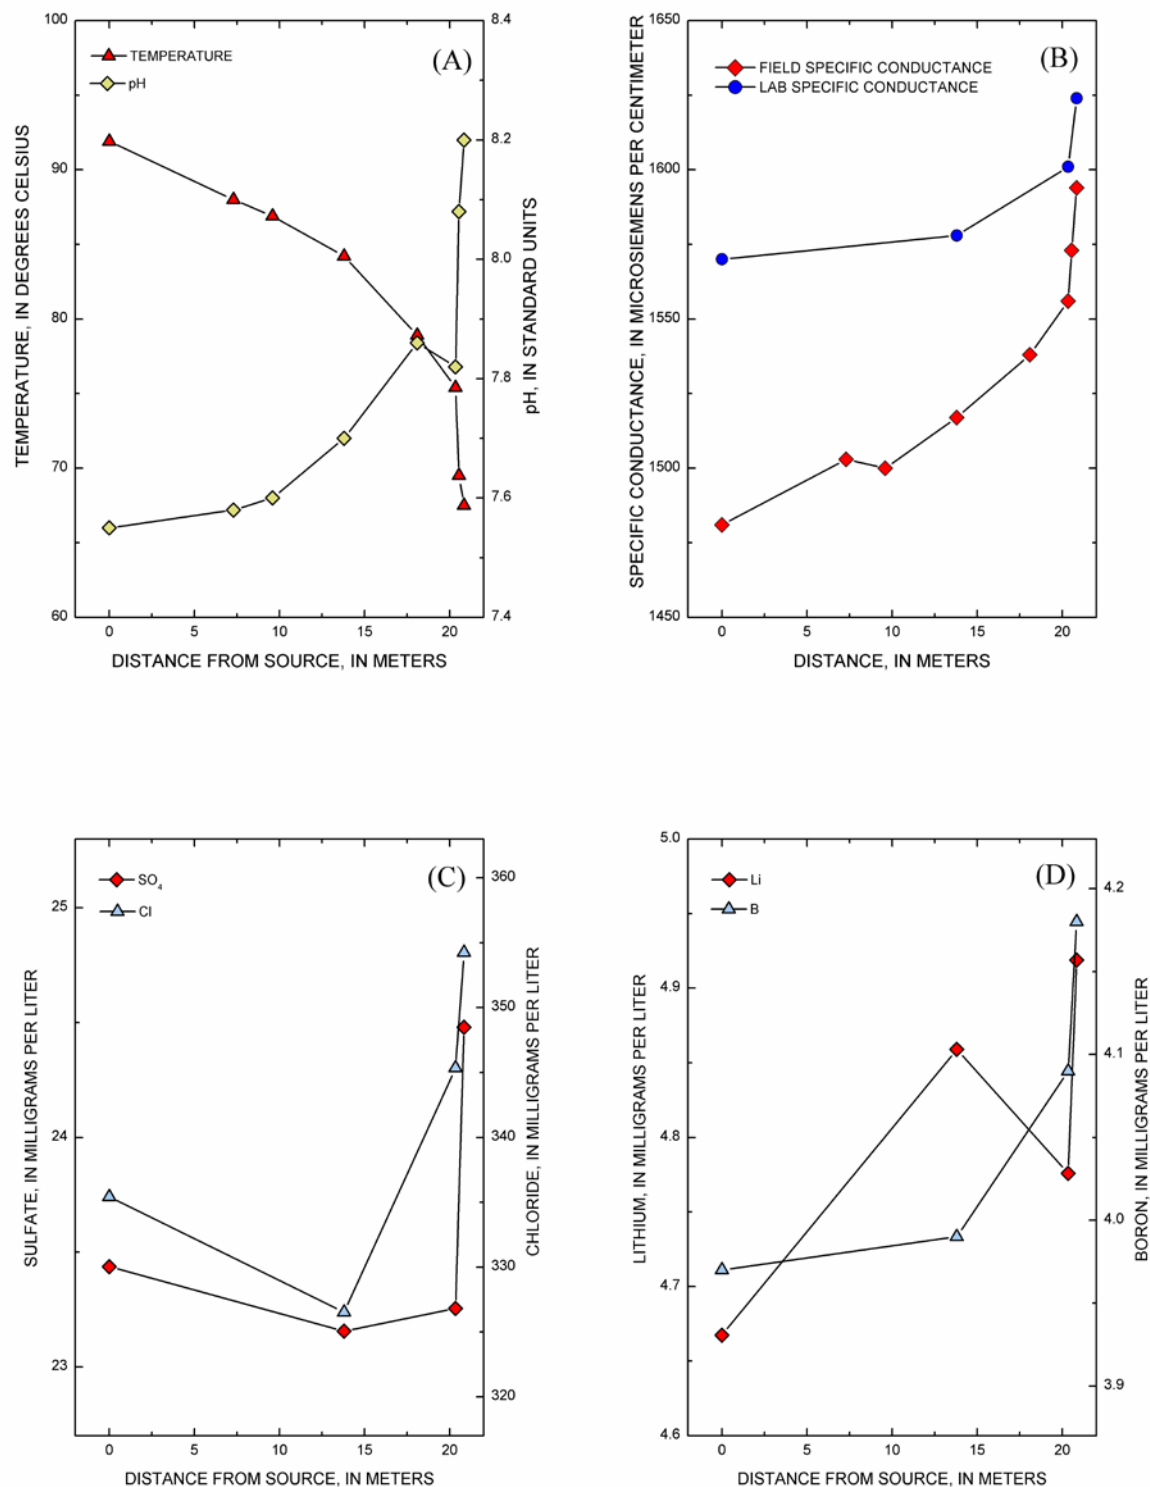 (A)
TEMPERATURE
pH
100
90
80
70
60
8.4
8.2
8.0
7.8
7.6
7.4
0 5 10 15 20
TEMPERATURE, IN DEGREES CELSIUS
pH, IN STANDARD UNITS
DISTANCE FROM SOURCE, IN METERS
(B)
FIELD SPECIFIC CONDUCTANCE
LAB SPECIFIC CONDUCTANCE
1650
1600
1550
1500
1450
0 5 10 15 20
SPECIFIC CONDUCTANCE, IN MICROSIEMENS PER CENTIMETER
DISTANCE, IN METERS
(C)
SO4
Cl
25
24
23
360
350
340
330
320
0 5 10 15 20
SULFATE, IN MILLIGRAMS PER LITER
CHLORIDE, IN MILLIGRAMS PER LITER
DISTANCE FROM SOURCE, IN METERS
(D)
Li
B
5.0
4.9
4.8
4.7
4.6
4.2
4.1
4.0
3.9
0 5 10 15 20
LITHIUM, IN MILLIGRAMS PER LITER
BORON, IN MILLIGRAMS PER LITER
DISTANCE FROM SOURCE, IN METERS